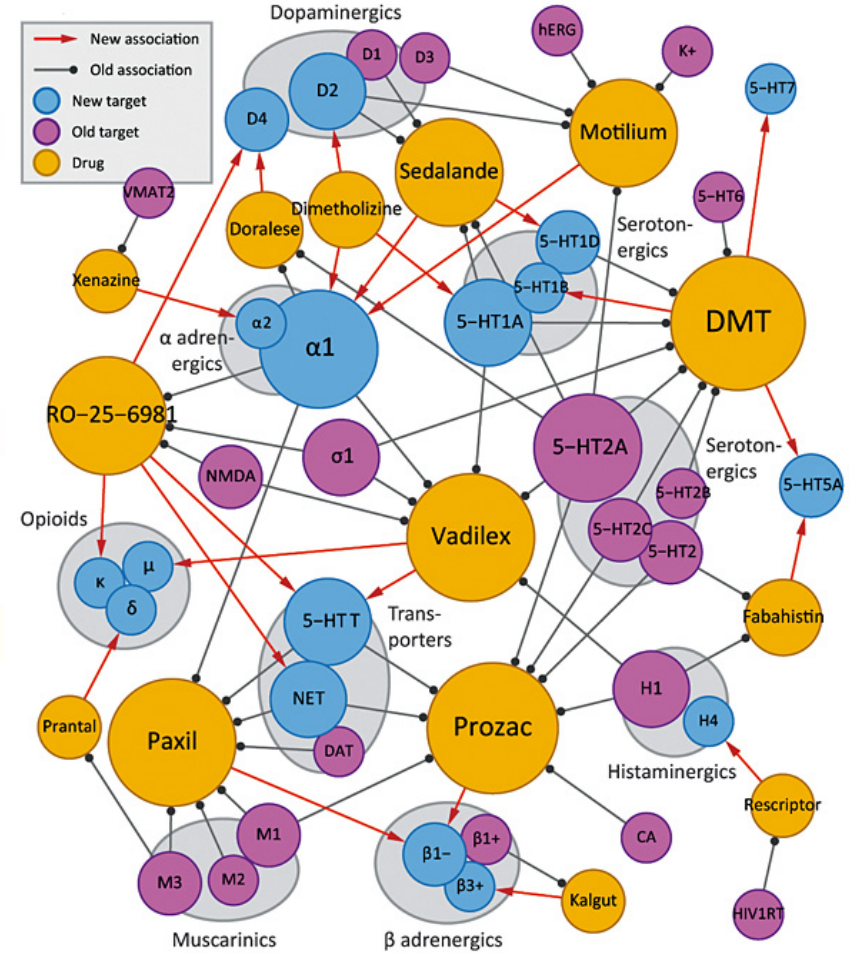 Dopaminergics
New association
Old association
New target
Old target
Drug
D1
D3
D2
D4
hERG
K+
Motilium
5-HT7
VMAT2
Sedalande
Dimetholizine
Doralese
5-HT6
Seroton-
ergics
5-HT1D
5-HT1B
5-HT1A
DMT
Xenazine
α2
α1
α adren-
ergics
RO-25-6981
σ1
NMDA
5-HT2A
Seroton-
ergics
5-HT2B
5-HT2C
5-HT2
5-HT5A
Vadilex
Opioids
κ
μ
δ
5-HTT
Trans-
porters
NET
DAT
Fabahistin
H1
H4
Histaminergics
Prantal
Paxil
Prozac
Rescriptor
M1
M2
M3
Muscarinics
β1-
β1+
β3+
β adrenergics
CA
Kalgut
HIV1RT